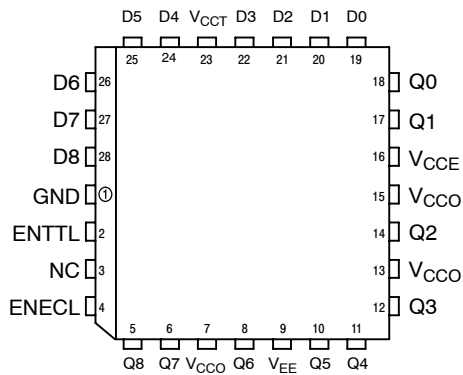 D5 D4 VCCT D3 D2 D1 D0
25 24 23 22 21 20 19
D6 26 18 Q0
D7 27 17 Q1
D8 28 16 VCCE
GND 1 15 VCCO
ENTTL 2 14 Q2
NC 3 13 VCCO
ENECL 4 12 Q3
5 6 7 8 9 10 11
Q8 Q7 VCCO Q6 VEE Q5 Q4